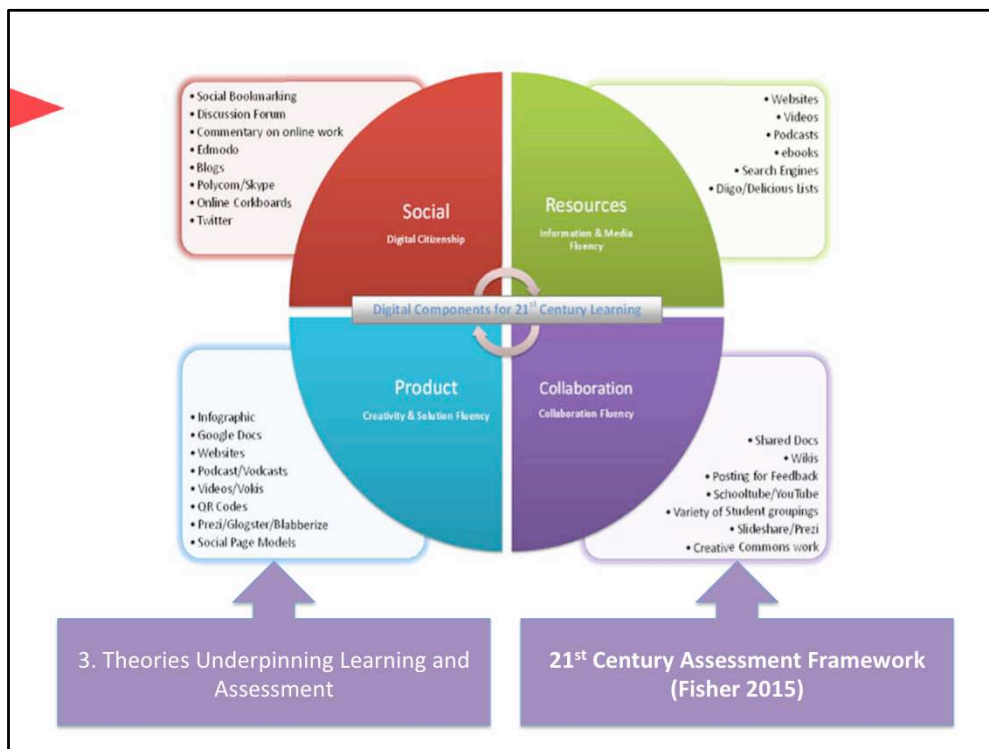 • Social Bookmarking
• Discussion Forum
• Commentary on online work
• Edmodo
• Blogs
• Polycom/Skype
• Online Corkboards
• Twitter
Social
Digital Citizenship
Resources
Information & Media
Fluency
• Websites
• Videos
• Podcasts
• ebooks
• Search Engines
• Diigo/Delicious Lists
Digital Components for 21st Century Learning
• Infographic
• Google Docs
• Websites
• Podcast/Vodcasts
• Videos/Vokis
• QR Codes
• Prezi/Glogster/Blabberize
• Social Page Models
Product
Creativity & Solution Fluency
Collaboration
Collaboration Fluency
• Shared Docs
• Wikis
• Posting for Feedback
• Schooltube/YouTube
• Variety of Student groupings
• Slideshare/Prezi
• Creative Commons work
3. Theories Underpinning Learning and
Assessment
21st Century Assessment Framework
(Fisher 2015)